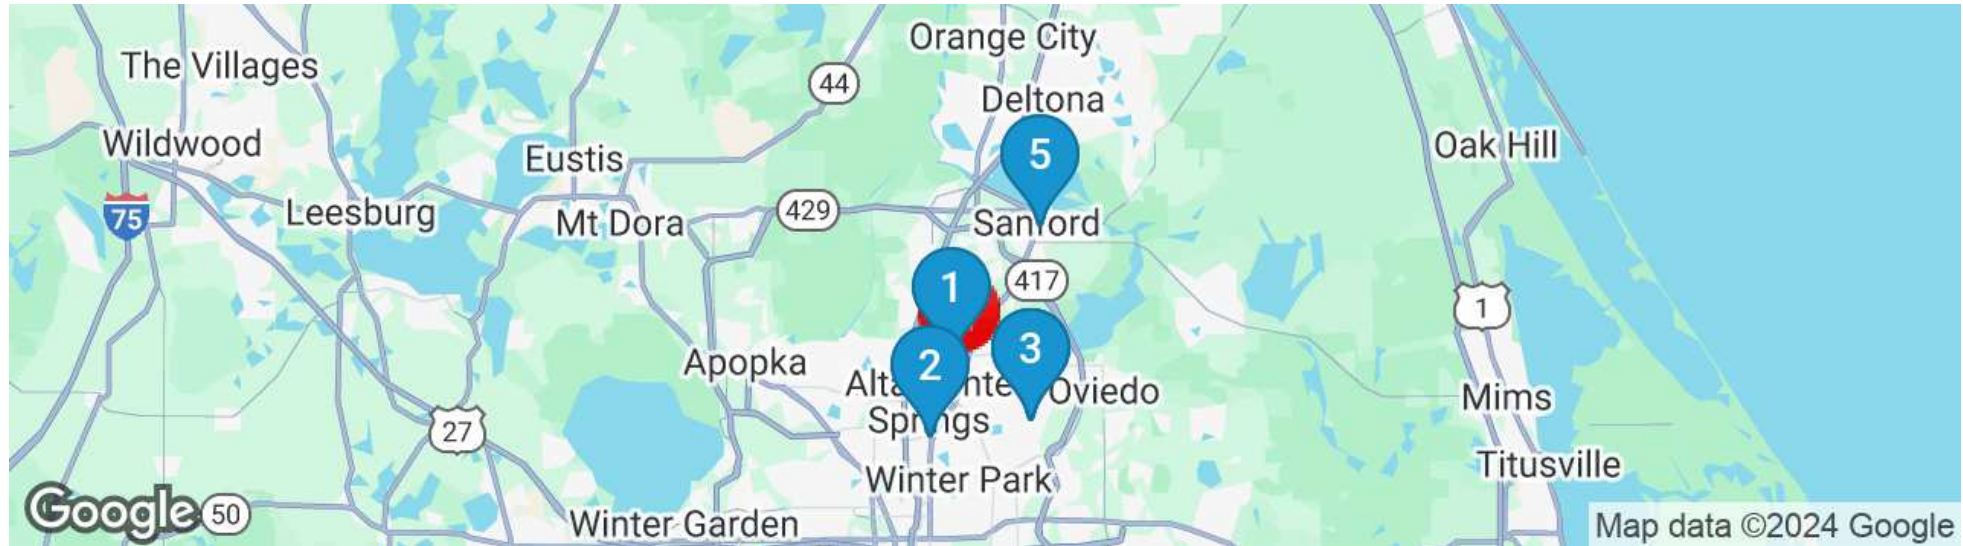 Orange City
The Villages
44
Deltona
Wildwood
Oak Hill
5
Eustis
Leesburg
75
Mt Dora
429
Sanford
417
1
1
2
3
Apopka
Springs
Oviedo
Mims
27
Titusville
Winter Park
Google
50
Winter Garden
Map data ©2024 Google